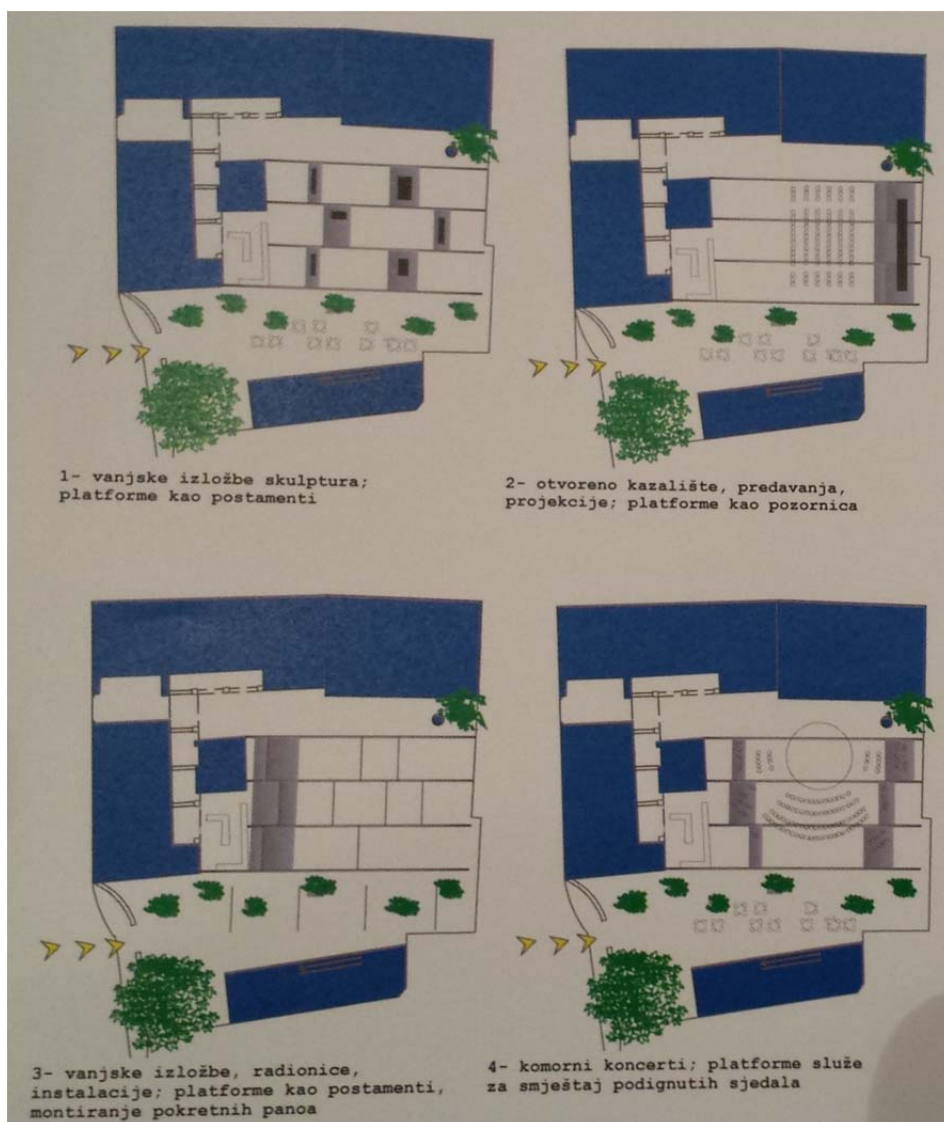 1- vanjske izložbe skulptura;
platforme kao postamenti
2- otvoreno kazalište, predavanja,
projekcije; platforme kao pozornica
3- vanjske izložbe, radionice,
instalacije; platforme kao postamenti,
montiranje pokretnih panoa
4- komorni koncerti; platforme služe
za smještaj podignutih sjedala